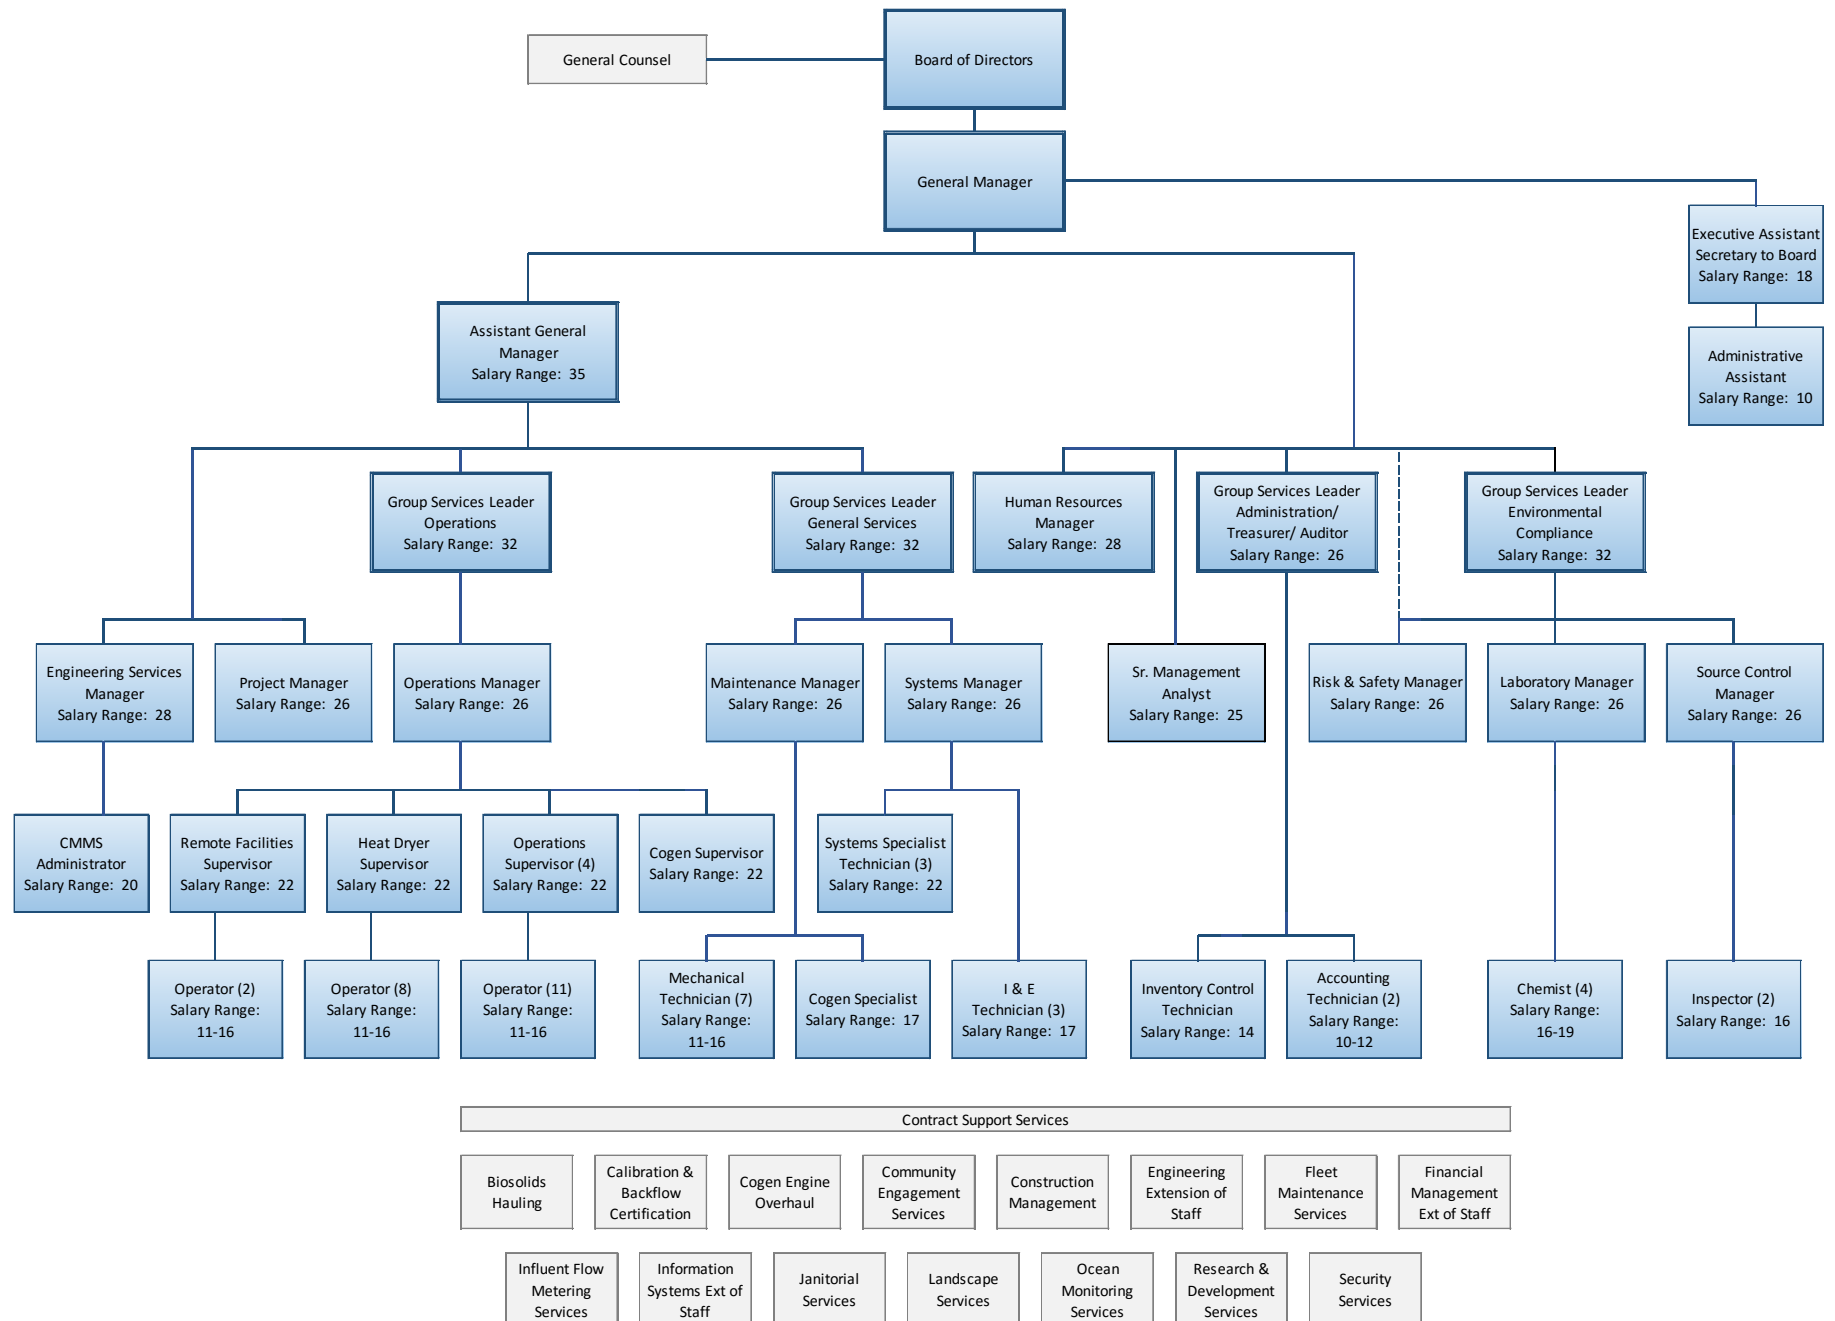 General Counsel
Board of Directors
General Manager
Executive Assistant
Secretary to Board
Salary Range:  18
Administrative
Assistant
Salary Range:  10
Assistant General
Manager
Salary Range:  35
Group Services Leader
Operations
Salary Range:  32
Group Services Leader
General Services
Salary Range:  32
Human Resources
Manager
Salary Range:  28
Group Services Leader
Administration/
Treasurer/ Auditor
Salary Range:  26
Group Services Leader
Environmental
Compliance
Salary Range:  32
Engineering Services
Manager
Salary Range:  28
Project Manager
Salary Range:  26
Operations Manager
Salary Range:  26
Maintenance Manager
Salary Range:  26
Systems Manager
Salary Range:  26
Sr. Management
Analyst
Salary Range:  25
Risk & Safety Manager
Salary Range:  26
Laboratory Manager
Salary Range:  26
Source Control
Manager
Salary Range:  26
CMMS
Administrator
Salary Range:  20
Remote Facilities
Supervisor
Salary Range:  22
Heat Dryer
Supervisor
Salary Range:  22
Operations
Supervisor (4)
Salary Range:  22
Cogen Supervisor
Salary Range:  22
Systems Specialist
Technician (3)
Salary Range:  22
Operator (2)
Salary Range:
11-16
Operator (8)
Salary Range:
11-16
Operator (11)
Salary Range:
11-16
Mechanical
Technician (7)
Salary Range:
11-16
Cogen Specialist
Salary Range:  17
I & E
Technician (3)
Salary Range:  17
Inventory Control
Technician
Salary Range:  14
Accounting
Technician (2)
Salary Range:
10-12
Chemist (4)
Salary Range:
16-19
Inspector (2)
Salary Range:  16
Contract Support Services
Biosolids
Hauling
Calibration &
Backflow
Certification
Cogen Engine
Overhaul
Community
Engagement
Services
Construction
Management
Engineering
Extension of
Staff
Fleet
Maintenance
Services
Financial
Management
Ext of Staff
Influent Flow
Metering
Services
Information
Systems Ext of
Staff
Janitorial
Services
Landscape
Services
Ocean
Monitoring
Services
Research &
Development
Services
Security
Services